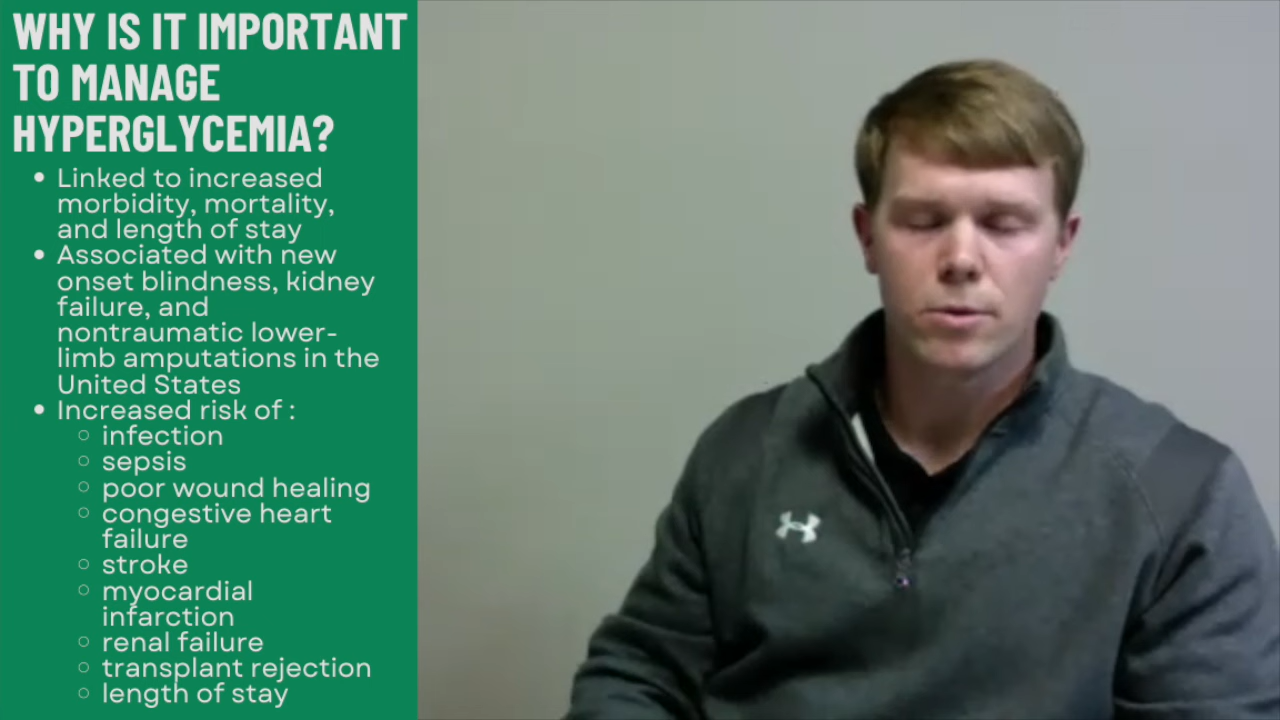 WHY IS IT IMPORTANT
TO MANAGE
HYPERGLYCEMIA?
• Linked to increased
morbidity, mortality,
and length of stay
• Associated with new
onset blindness, kidney
failure, and
nontraumatic lower-
limb amputations in the
United States
• Increased risk of :
○ infection
○ sepsis
○ poor wound healing
○ congestive heart
failure
○ stroke
○ myocardial
infarction
○ renal failure
○ transplant rejection
○ length of stay